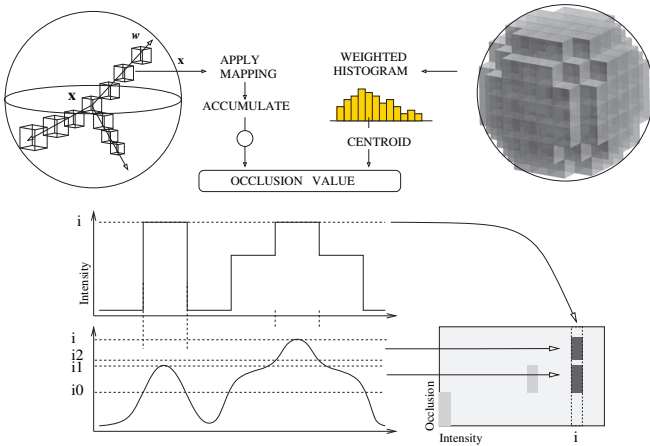 w
x
x
APPLY
MAPPING
ACCUMULATE
WEIGHTED
HISTOGRAM
CENTROID
OCCLUSION VALUE
i
Intensity
i
i2
i1
i0
Occlusion
Intensity
i